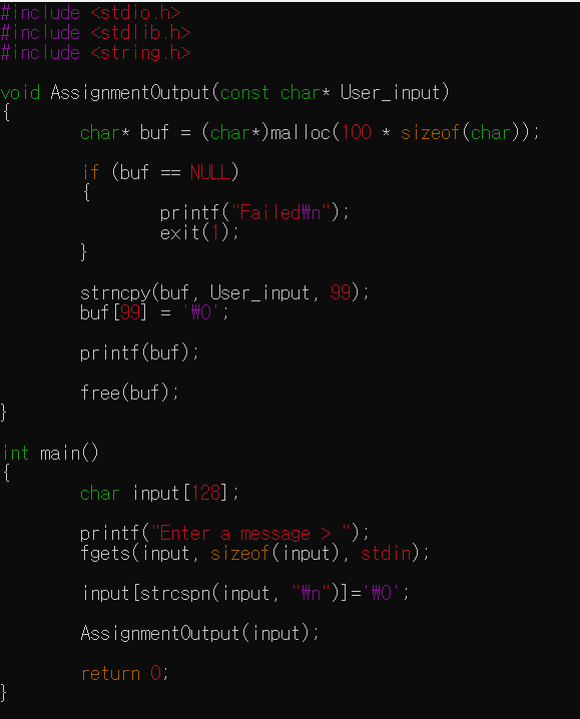 #include <stdio.h>
#include <stdlib.h>
#include <string.h>
void AssignmentOutput(const char* User_input)
{
char* buf = (char*)malloc(100 * sizeof(char));
if (buf == NULL)
{
printf("Failed₩n");
exit(1);
}
strncpy(buf, User_input, 99);
buf[99] = '₩0';
printf(buf);
free(buf);
}
int main()
{
char input[128];
printf("Enter a message > ");
fgets(input, sizeof(input), stdin);
input[strcspn(input, "₩n")]='₩0';
AssignmentOutput(input);
return 0;
}